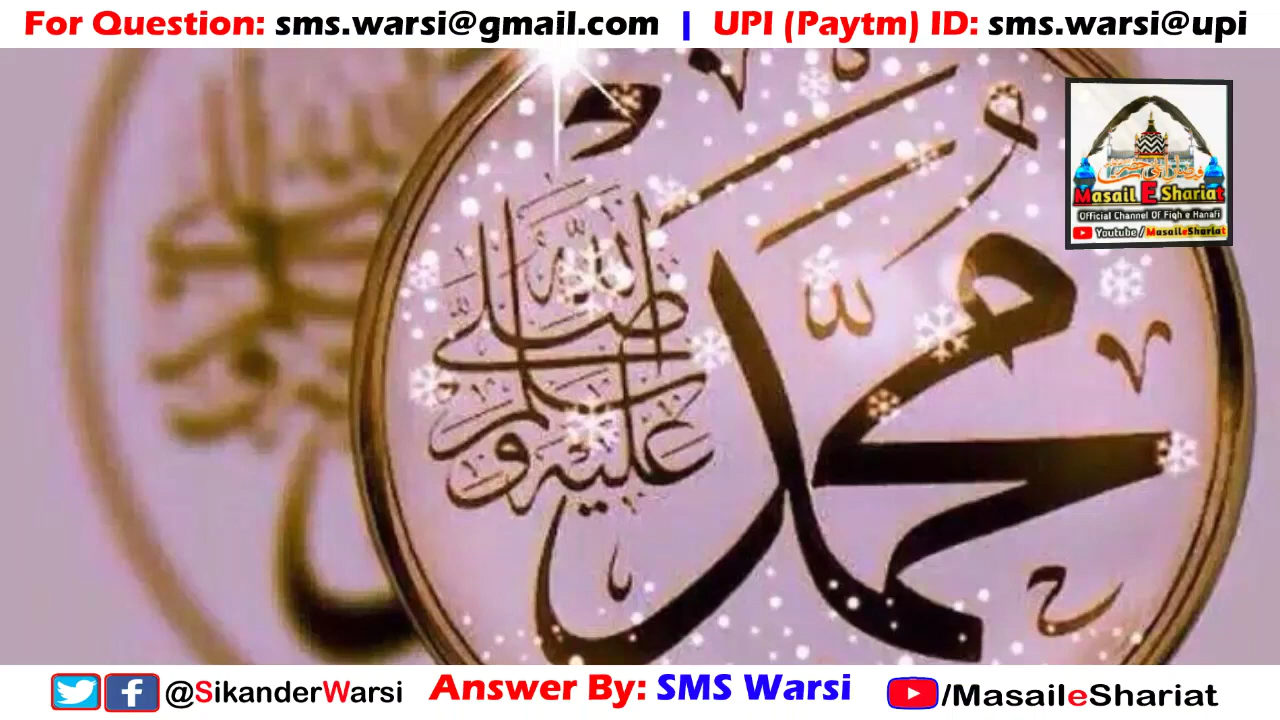 For Question: sms.warsi@gmail.com | UPI (Paytm) ID: sms.warsi@upi
Masail E Shariat
Official Channel Of Fiqh e Hanafi
Youtube / MasaileShariat
محمد
صلى الله
عليه وسلم
@SikanderWarsi
Answer By: SMS Warsi
/MasaileShariat